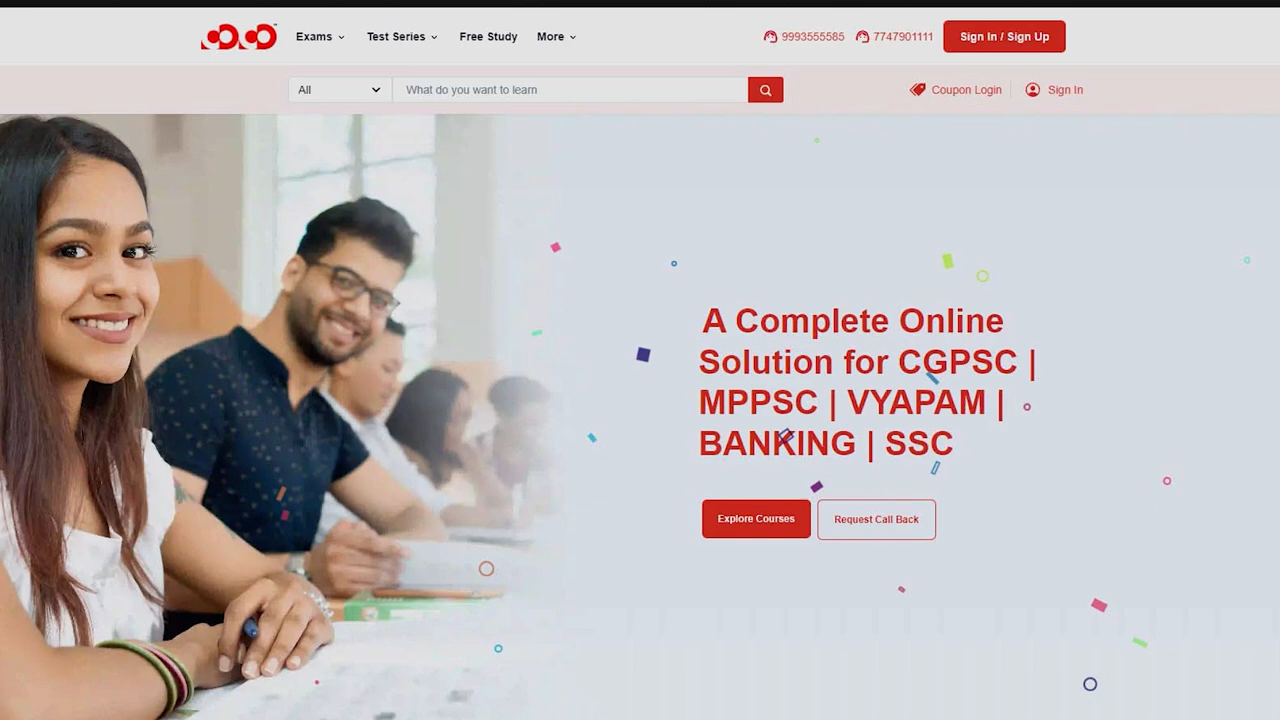 Exams
Test Series
Free Study
More
9993555585
7747901111
Sign In / Sign Up
All
What do you want to learn
Coupon Login
Sign In
A Complete Online
Solution for CGPSC |
MPPSC | VYAPAM |
BANKING | SSC
Explore Courses
Request Call Back